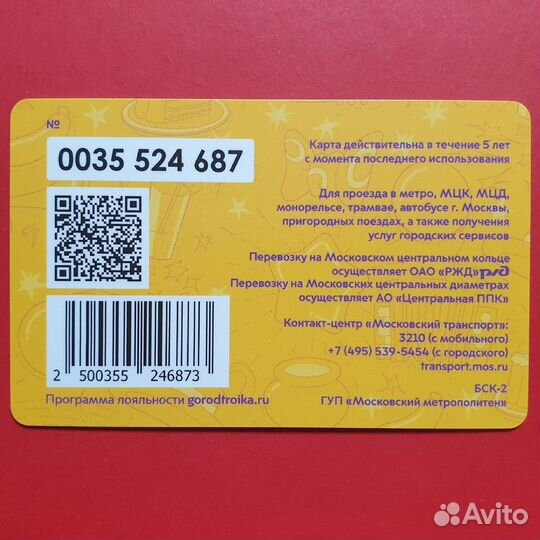 №
0035 524 687
Карта действительна в течение 5 лет
с момента последнего использования
Для проезда в метро, МЦК, МЦД,
монорельсе, трамвае, автобусе г. Москвы,
пригородных поездах, а также получения
услуг городских сервисов
Перевозку на Московском центральном кольце
осуществляет ОАО «РЖД» РЖД
Перевозку на Московских центральных диаметрах
осуществляет АО «Центральная ППК»
Контакт-центр «Московский транспорт»:
3210 (с мобильного)
+7 (495) 539-5454 (с городского)
transport.mos.ru
2 500355 246873
БСК-2
Программа лояльности gorodtroika.ru
ГУП «Московский метрополитен»
Avito